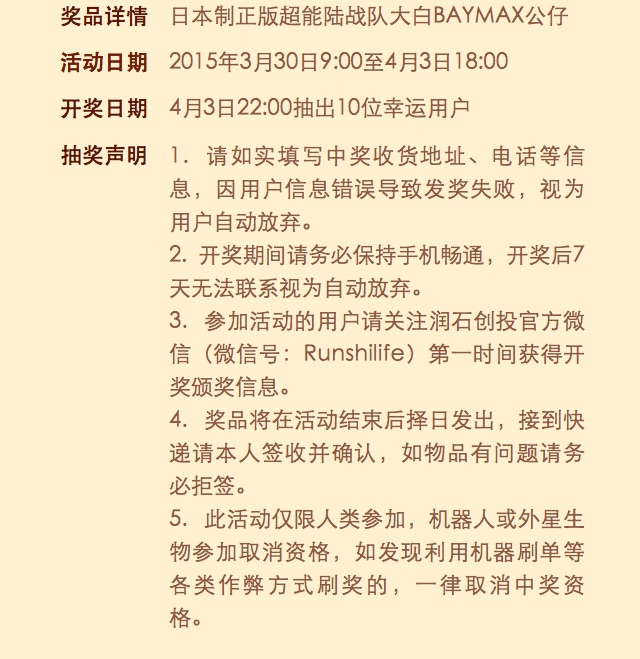 奖品详情 日本制正版超能陆战队大白BAYMAX公仔
活动日期 2015年3月30日9:00至4月3日18:00
开奖日期 4月3日22:00抽出10位幸运用户
抽奖声明 1. 请如实填写中奖收货地址、电话等信
息，因用户信息错误导致发奖失败，视为
用户自动放弃。
2. 开奖期间请务必保持手机畅通，开奖后7
天无法联系视为自动放弃。
3. 参加活动的用户请关注润石创投官方微
信（微信号：Runshilife）第一时间获得开
奖颁奖信息。
4. 奖品将在活动结束后择日发出，接到快
递请本人签收并确认，如物品有问题请务
必拒签。
5. 此活动仅限人类参加，机器人或外星生
物参加取消资格，如发现利用机器刷单等
各类作弊方式刷奖的，一律取消中奖资
格。